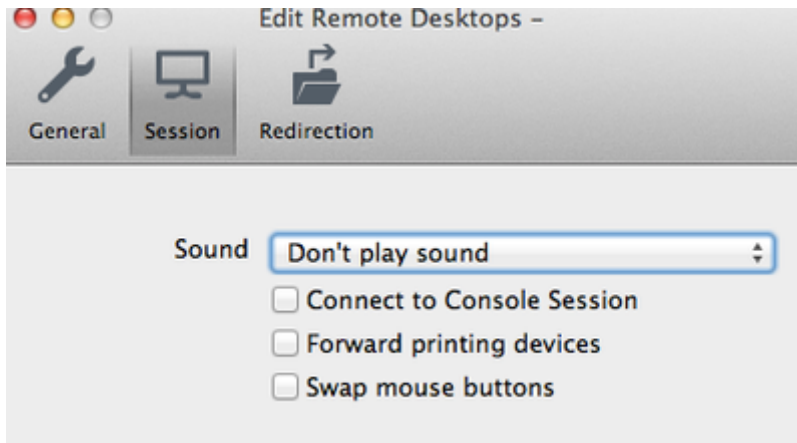 Edit Remote Desktops –
General Session Redirection
Sound Don't play sound
Connect to Console Session
Forward printing devices
Swap mouse buttons